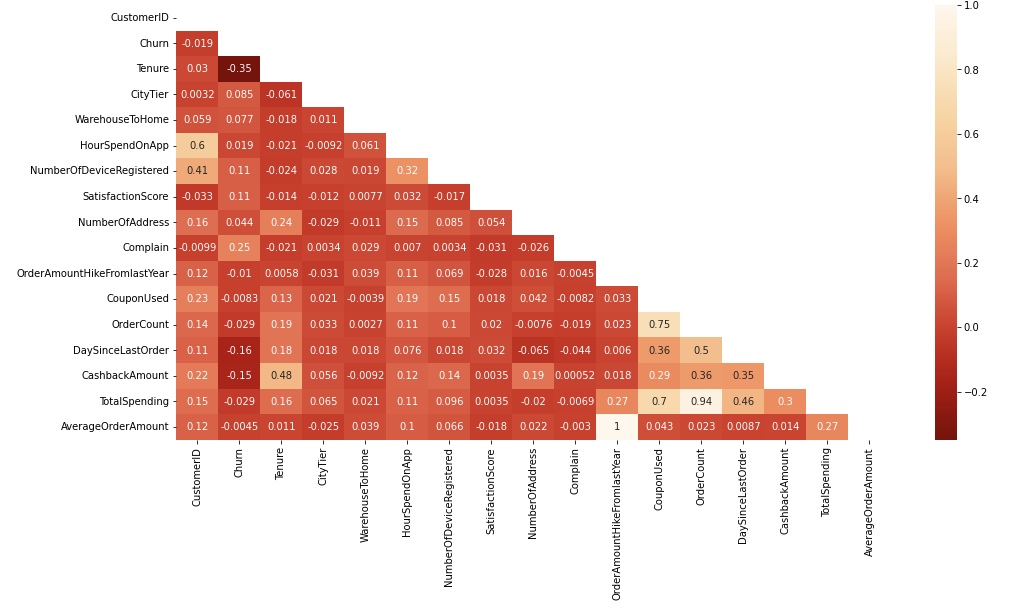 CustomerID
1.0
Churn -0.019
Tenure 0.03 -0.35
0.8
CityTier 0.0032 0.085 -0.061
WarehouseToHome 0.059 0.077 -0.018 0.011
HourSpendOnApp 0.6 0.019 -0.021 -0.0092 0.061
0.6
NumberOfDeviceRegistered 0.41 0.11 -0.024 0.028 0.019 0.32
SatisfactionScore -0.033 0.11 -0.014 -0.012 0.0077 0.032 -0.017
0.4
NumberOfAddress 0.16 0.044 0.24 -0.029 -0.011 0.15 0.085 0.054
Complain -0.0099 0.25 -0.021 0.0034 0.029 0.007 0.0034 -0.031 -0.026
0.2
OrderAmountHikeFromlastYear 0.12 -0.01 0.0058 -0.031 0.039 0.11 0.069 -0.028 0.016 -0.0045
CouponUsed 0.23 -0.0083 0.13 0.021 -0.0039 0.19 0.15 0.018 0.042 -0.0082 0.033
OrderCount 0.14 -0.029 0.19 0.033 0.0027 0.11 0.1 0.02 -0.0076 -0.019 0.023 0.75
0.0
DaySinceLastOrder 0.11 -0.16 0.18 0.018 0.018 0.076 0.018 0.032 -0.065 -0.044 0.006 0.36 0.5
CashbackAmount 0.22 -0.15 0.48 0.056 -0.0092 0.12 0.14 0.0035 0.19 0.00052 0.018 0.29 0.36 0.35
-0.2
TotalSpending 0.15 -0.029 0.16 0.065 0.021 0.11 0.096 0.0035 -0.02 -0.0069 0.27 0.7 0.94 0.46 0.3
AverageOrderAmount 0.12 -0.0045 0.011 -0.025 0.039 0.1 0.066 -0.018 0.022 -0.003 1 0.043 0.023 0.0087 0.014 0.27
CustomerID
Churn
Tenure
CityTier
WarehouseToHome
HourSpendOnApp
NumberOfDeviceRegistered
SatisfactionScore
NumberOfAddress
Complain
OrderAmountHikeFromlastYear
CouponUsed
OrderCount
DaySinceLastOrder
CashbackAmount
TotalSpending
AverageOrderAmount